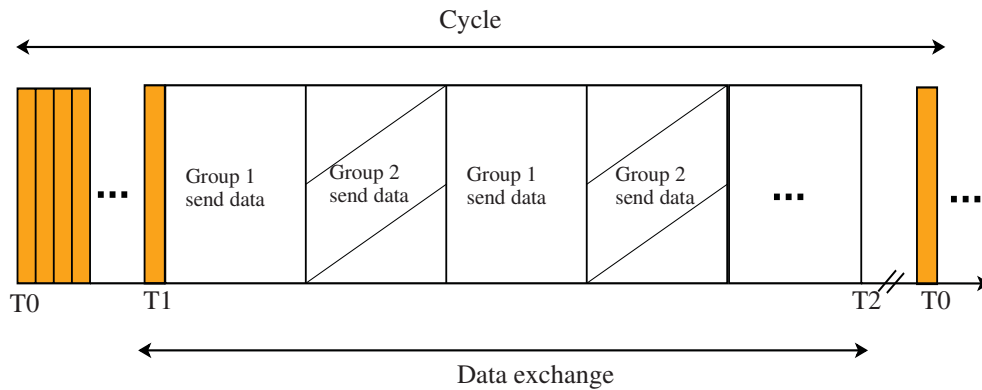 Cycle
Group 1
send data
Group 2
send data
Group 1
send data
Group 2
send data
...
...
...
T0
T1
T2
T0
Data exchange